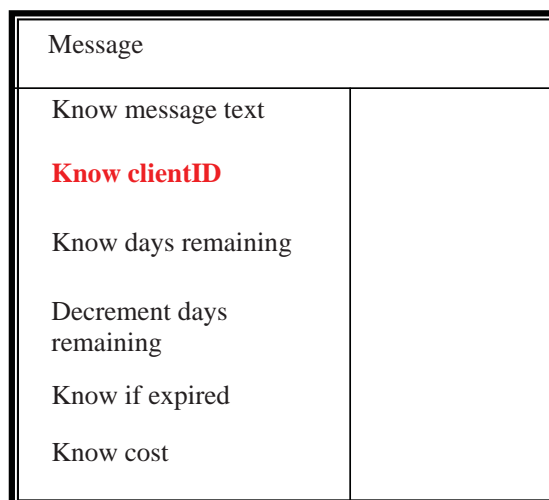 Message
Know message text
Know clientID
Know days remaining
Decrement days
remaining
Know if expired
Know cost